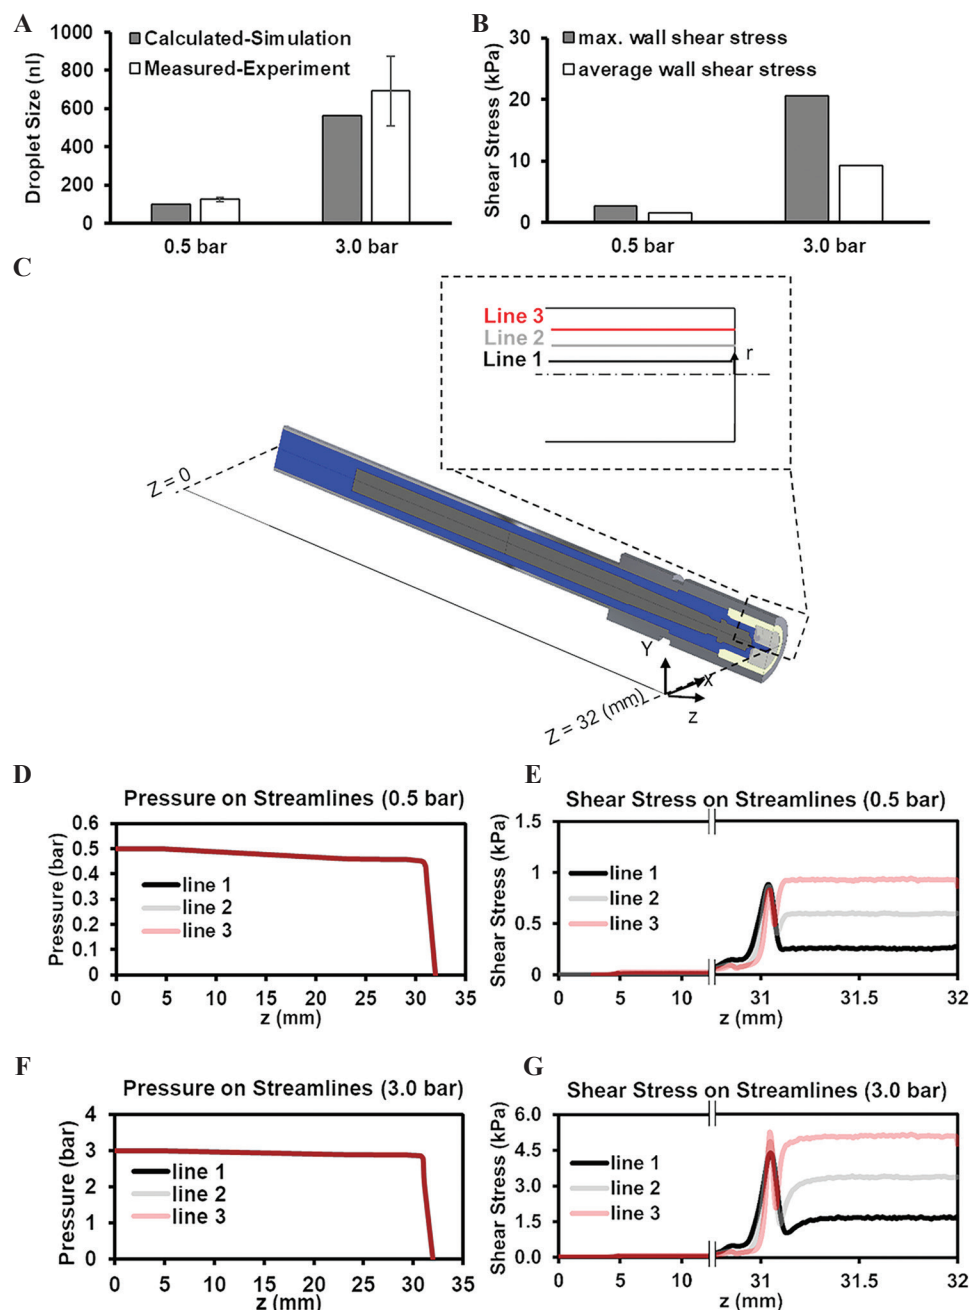 A
1000
800
600
400
200
0
Droplet Size (nl)
Calculated-Simulation
Measured-Experiment
0.5 bar
3.0 bar
B
30
20
10
0
Shear Stress (kPa)
max. wall shear stress
average wall shear stress
0.5 bar
3.0 bar
C
Line 3
Line 2
Line 1
r
Z = 0
Y
x
z
Z = 32 (mm)
D
Pressure on Streamlines (0.5 bar)
0.6
0.5
0.4
0.3
0.2
0.1
0
Pressure (bar)
line 1
line 2
line 3
0 5 10 15 20 25 30 35
z (mm)
E
Shear Stress on Streamlines (0.5 bar)
1.5
1
0.5
0
Shear Stress (kPa)
line 1
line 2
line 3
0 5 10 31 31.5 32
z (mm)
F
Pressure on Streamlines (3.0 bar)
4
3
2
1
0
Pressure (bar)
line 1
line 2
line 3
0 5 10 15 20 25 30 35
z (mm)
G
Shear Stress on Streamlines (3.0 bar)
6.0
4.5
3.0
1.5
0.0
Shear Stress (kPa)
line 1
line 2
line 3
0 5 10 31 31.5 32
z (mm)